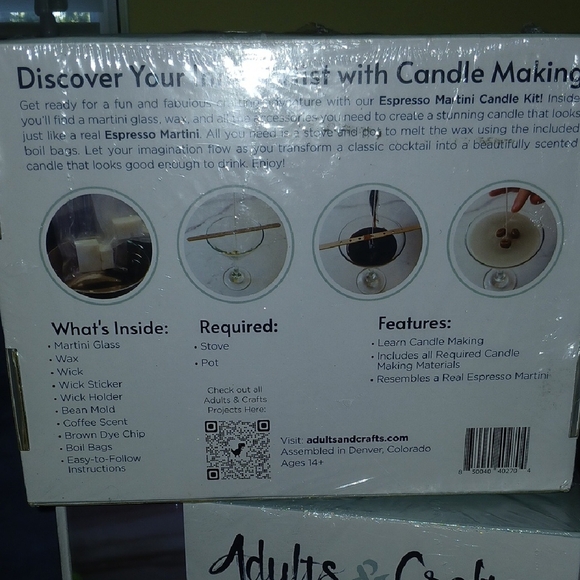 Discover Your Inner Artist with Candle Making
Get ready for a fun and fabulous crafting adventure with our Espresso Martini Candle Kit! Inside
you'll find a martini glass, wax, and all the accessories you need to create a stunning candle that looks
just like a real Espresso Martini. All you need is a stove and pot to melt the wax using the included
boil bags. Let your imagination flow as you transform a classic cocktail into a beautifully scented
candle that looks good enough to drink. Enjoy!
What's Inside:
• Martini Glass
• Wax
• Wick
• Wick Sticker
• Wick Holder
• Bean Mold
• Coffee Scent
• Brown Dye Chip
• Boil Bags
• Easy-to-Follow
Instructions
Required:
• Stove
• Pot
Check out all
Adults & Crafts
Projects Here:
Features:
• Learn Candle Making
• Includes all Required Candle
Making Materials
• Resembles a Real Espresso Martini
Visit: adultsandcrafts.com
Assembled in Denver, Colorado
Ages 14+
8 50040 40270 4
Adults & Crafts